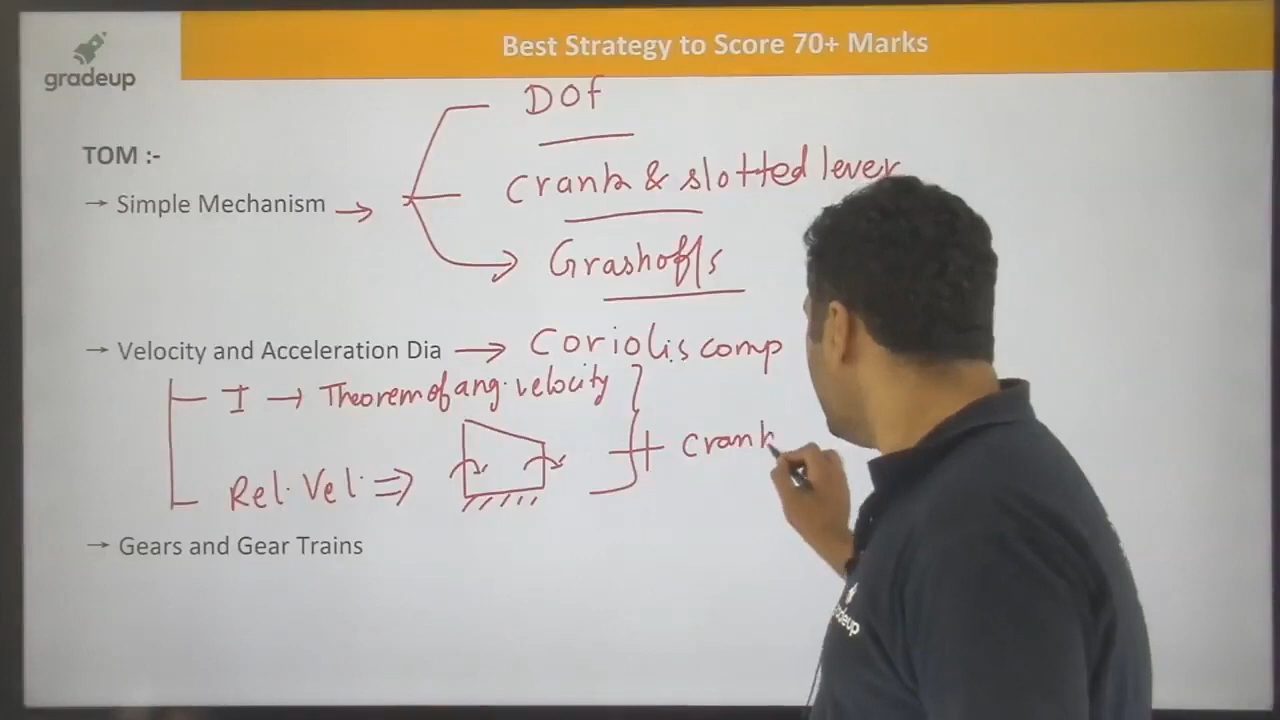 Best Strategy to Score 70+ Marks
gradeup
DOf
TOM :-
crank & slotted lever
→ Simple Mechanism →
Grashoff's
→ Velocity and Acceleration Dia → Coriolis comp
I → Theorem of ang. velocity
+ crank
Rel. Vel. ⇒
→ Gears and Gear Trains